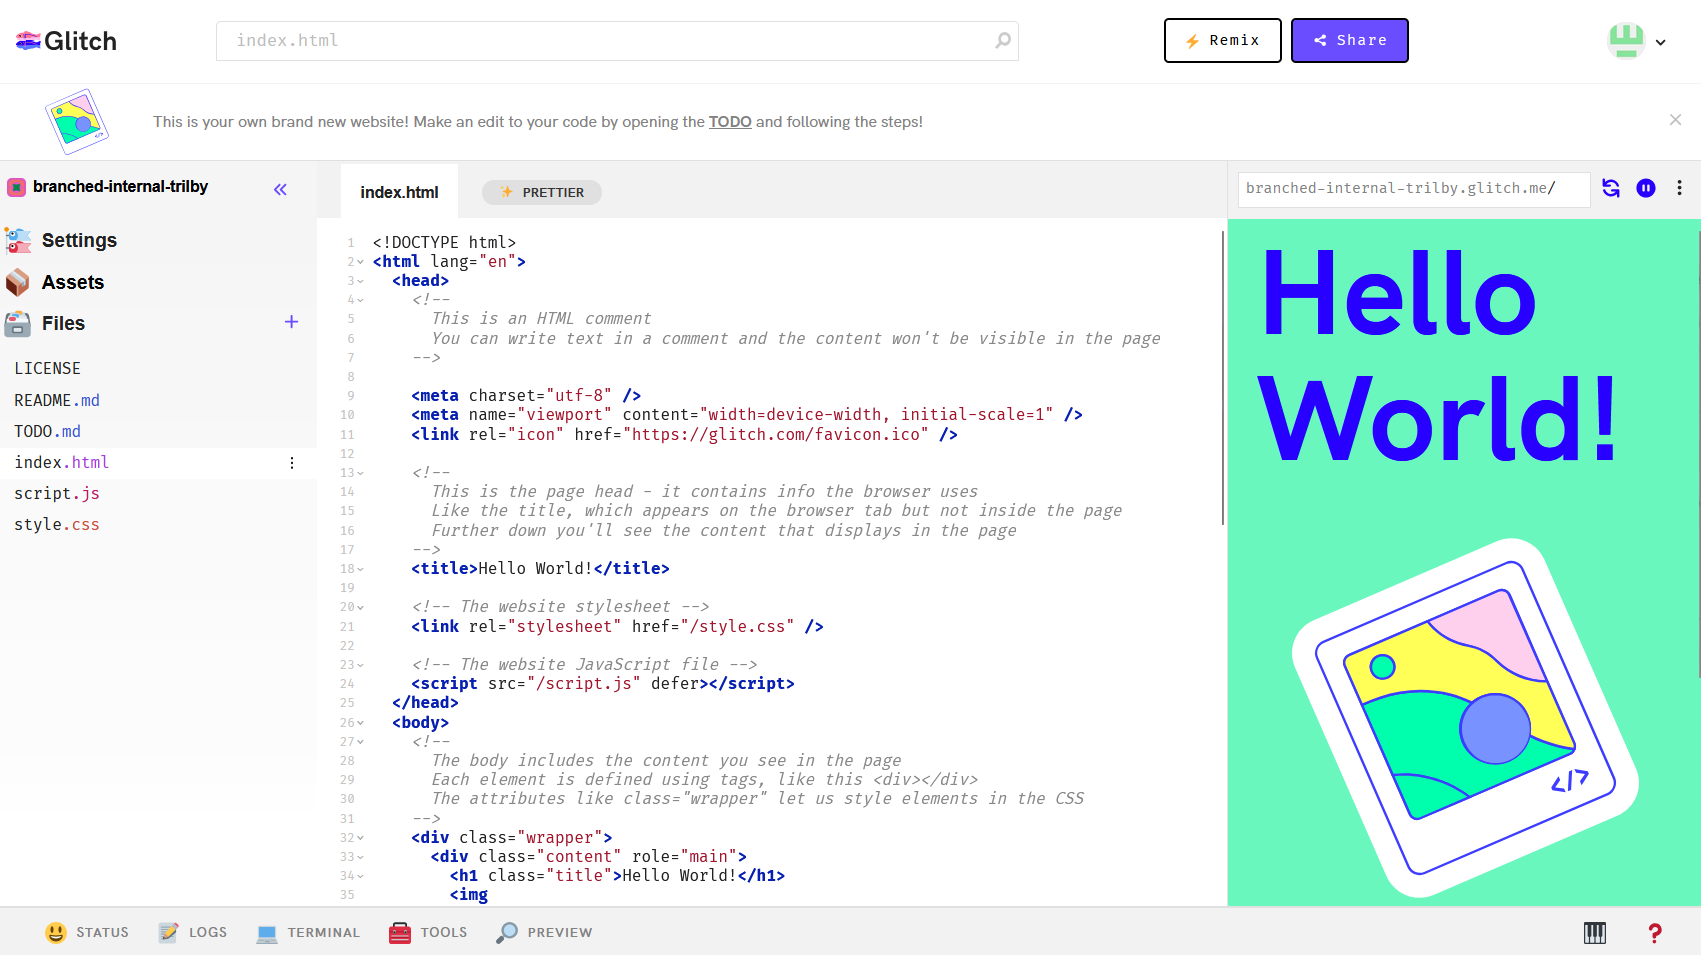 Glitch
index.html
Remix
Share
This is your own brand new website! Make an edit to your code by opening the TODO and following the steps!
branched-internal-trilby
Settings
Assets
Files
LICENSE
README.md
TODO.md
index.html
script.js
style.css
index.html
PRETTIER
1 <!DOCTYPE html>
2 <html lang="en">
3 <head>
4 <!--
5 This is an HTML comment
6 You can write text in a comment and the content won't be visible in the page
7 -->
8
9 <meta charset="utf-8" />
10 <meta name="viewport" content="width=device-width, initial-scale=1" />
11 <link rel="icon" href="https://glitch.com/favicon.ico" />
12
13 <!--
14 This is the page head - it contains info the browser uses
15 Like the title, which appears on the browser tab but not inside the page
16 Further down you'll see the content that displays in the page
17 -->
18 <title>Hello World!</title>
19
20 <!-- The website stylesheet -->
21 <link rel="stylesheet" href="/style.css" />
22
23 <!-- The website JavaScript file -->
24 <script src="/script.js" defer></script>
25 </head>
26 <body>
27 <!--
28 The body includes the content you see in the page
29 Each element is defined using tags, like this <div></div>
30 The attributes like class="wrapper" let us style elements in the CSS
31 -->
32 <div class="wrapper">
33 <div class="content" role="main">
34 <h1 class="title">Hello World!</h1>
35 <img
branched-internal-trilby.glitch.me/
Hello
World!
</>
STATUS
LOGS
TERMINAL
TOOLS
PREVIEW
?